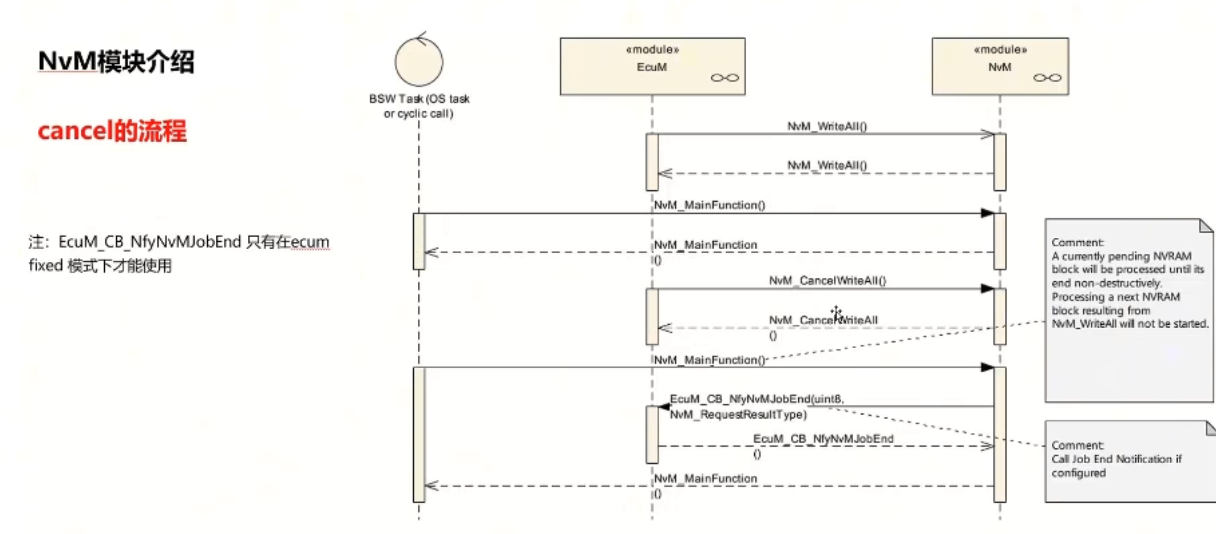 NvM模块介绍
cancel的流程
注：EcuM_CB_NfyNvMJobEnd 只有在ecum
fixed 模式下才能使用
BSW Task (OS task
or cyclic call)
«module»
EcuM
«module»
NvM
NvM_WriteAll()
NvM_WriteAll()
NvM_MainFunction()
NvM_MainFunction
()
NvM_CancelWriteAll()
NvM_CancelWriteAll
()
NvM_MainFunction()
EcuM_CB_NfyNvMJobEnd(uint8,
NvM_RequestResultType)
EcuM_CB_NfyNvMJobEnd
()
NvM_MainFunction
()
Comment:
A currently pending NVRAM
block will be processed until its
end non-destructively.
Processing a next NVRAM
block resulting from
NvM_WriteAll will not be started.
Comment:
Call Job End Notification if
configured